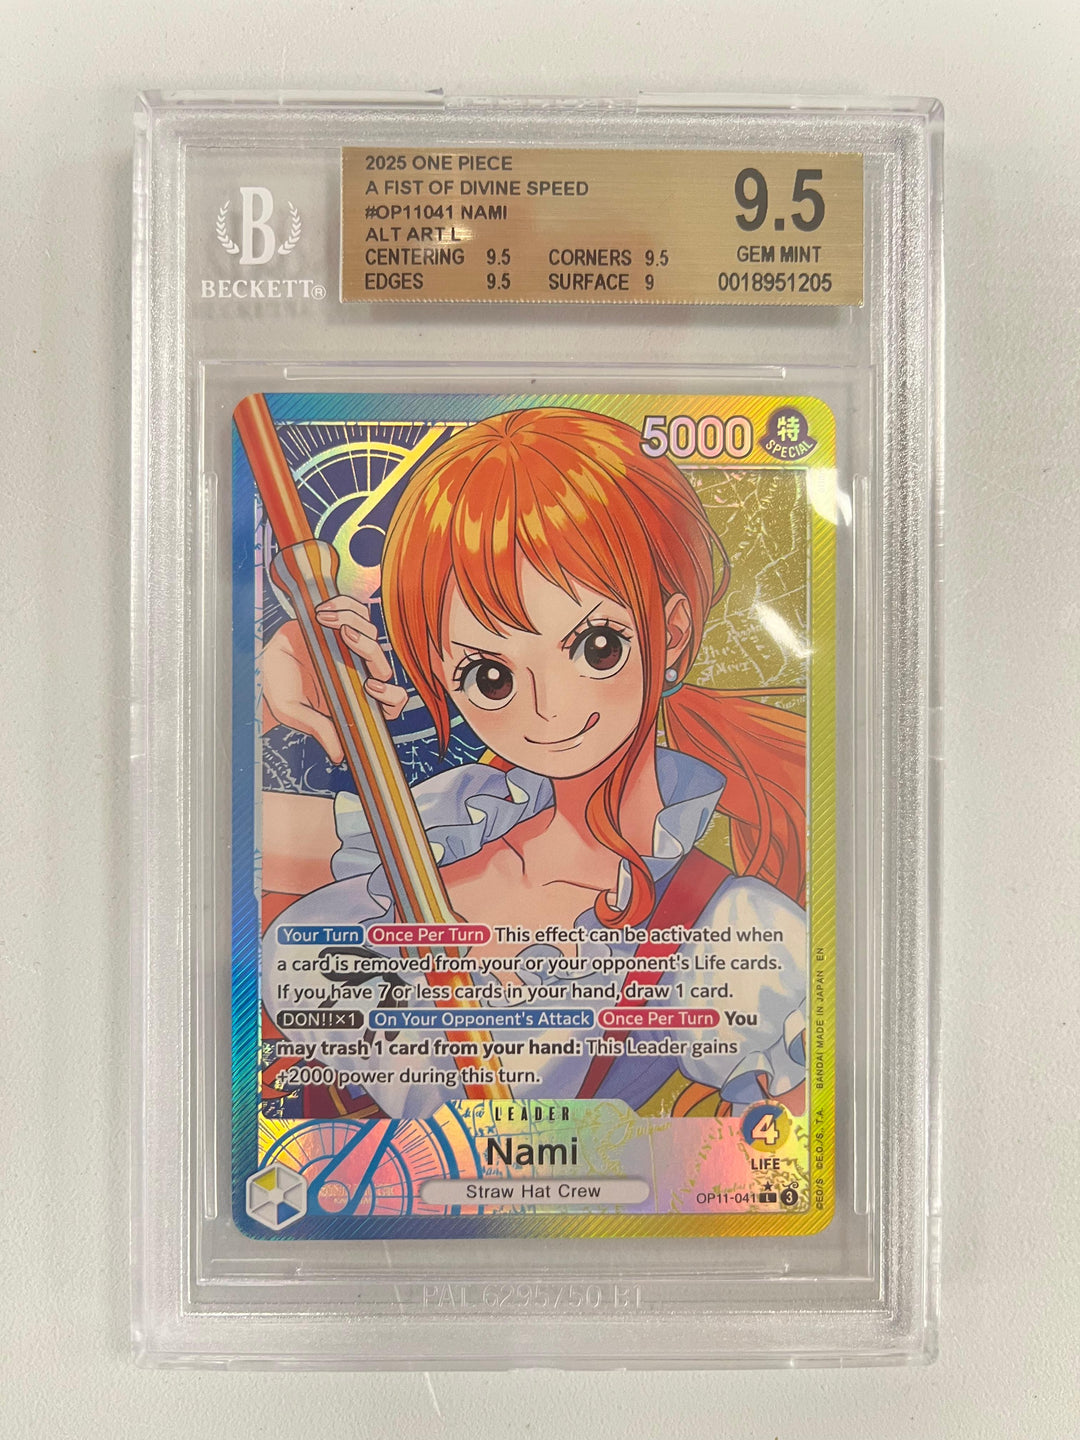 2025 ONE PIECE
A FIST OF DIVINE SPEED
#OP11041 NAMI
ALT ART L
CENTERING 9.5 CORNERS 9.5
EDGES 9.5 SURFACE 9
9.5
GEM MINT
0018951205
B
BECKETT®
5000
特
SPECIAL
Your Turn Once Per Turn This effect can be activated when
a card is removed from your or your opponent's Life cards.
If you have 7 or less cards in your hand, draw 1 card.
DON!!×1 On Your Opponent's Attack Once Per Turn You
may trash 1 card from your hand: This Leader gains
+2000 power during this turn.
LEADER
Nami
Straw Hat Crew
4
LIFE
OP11-041 L 3
©E.O/S. ©E.O./S., T.A. BANDAI MADE IN JAPAN EN